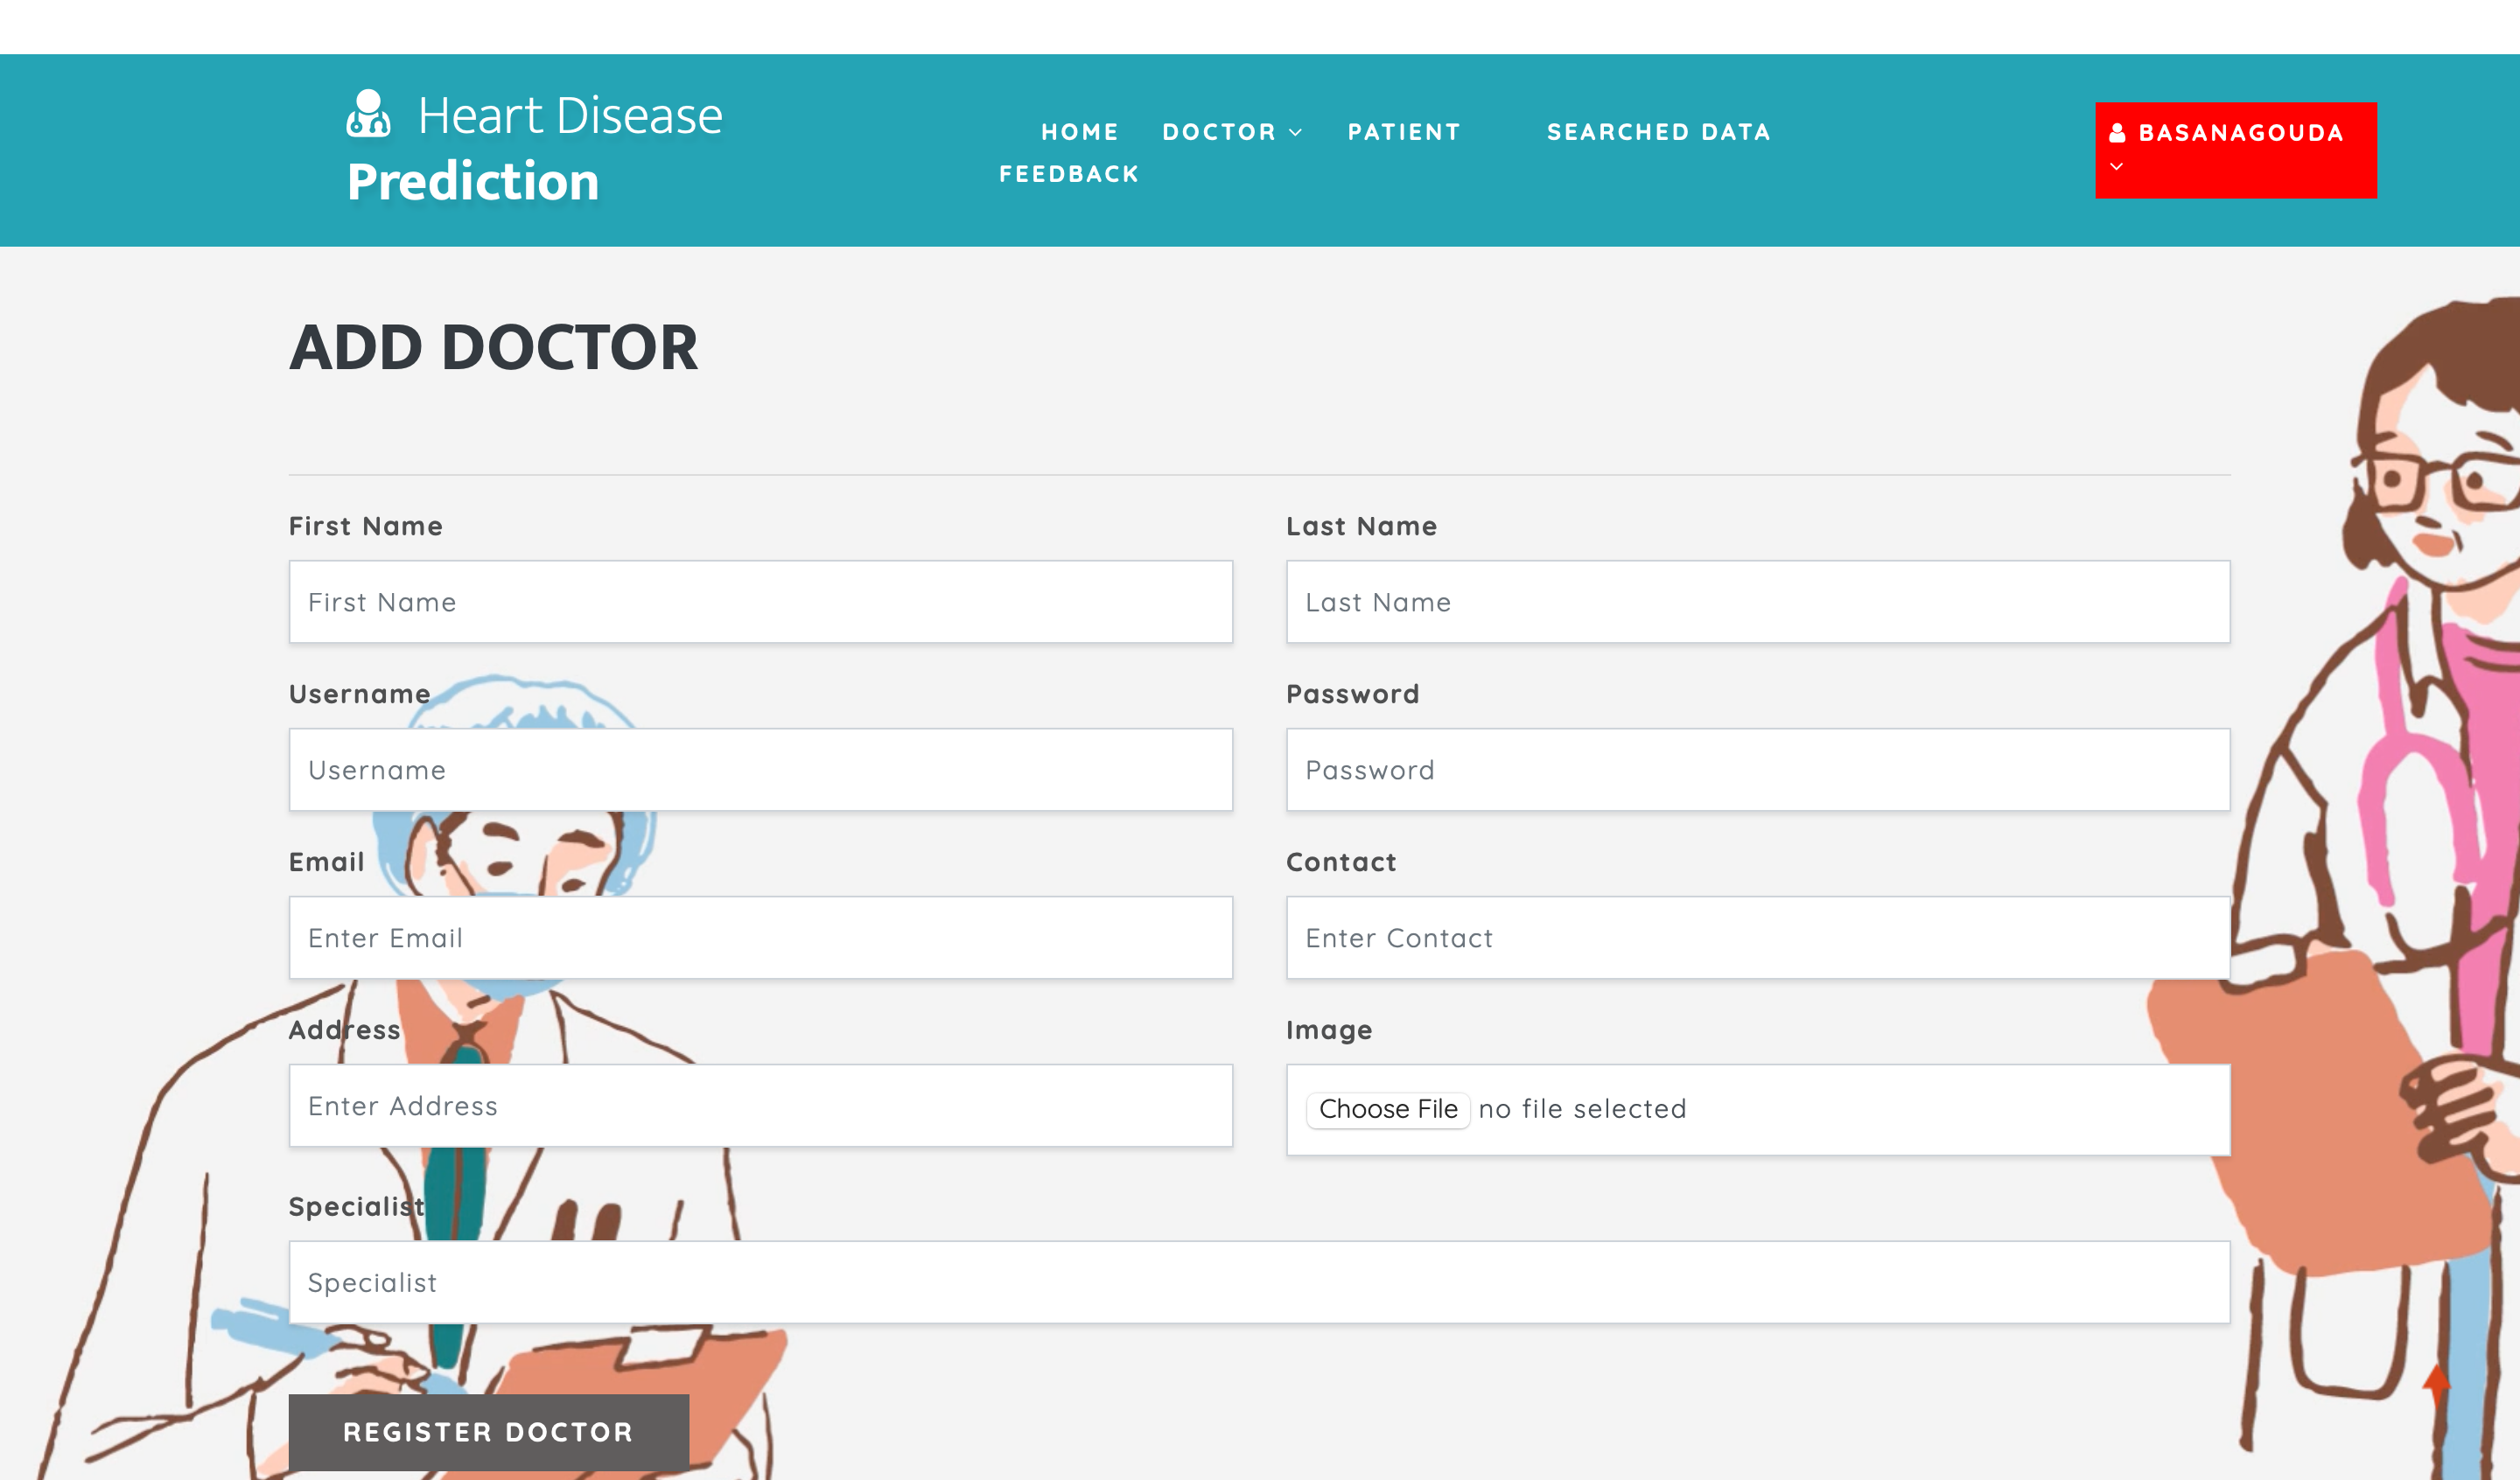 Heart Disease
Prediction
HOME DOCTOR PATIENT SEARCHED DATA
FEEDBACK
BASANAGOUDA
ADD DOCTOR
First Name Last Name
First Name Last Name
Username Password
Username Password
Email Contact
Enter Email Enter Contact
Address Image
Enter Address Choose File no file selected
Specialist
Specialist
REGISTER DOCTOR